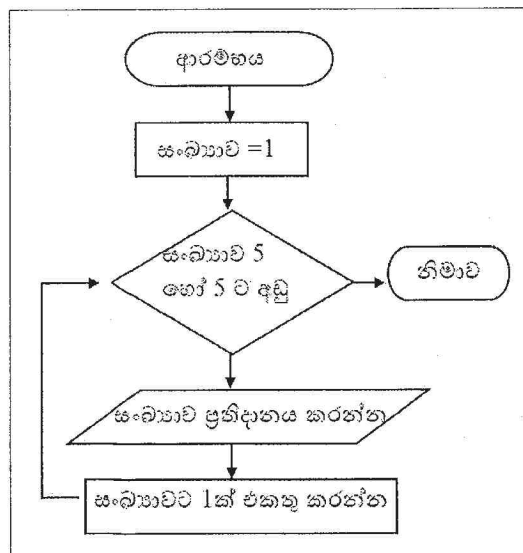 ආරම්භය
සංඛ්‍යාව =1
සංඛ්‍යාව 5
හෝ 5 ට අඩු
නිමාව
සංඛ්‍යාව ප්‍රතිදානය කරන්න
සංඛ්‍යාවට 1ක් එකතු කරන්න